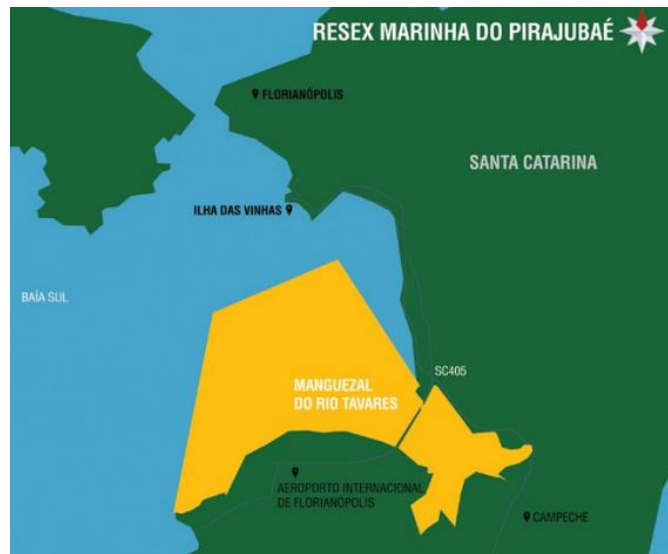 RESEX MARINHA DO PIRAJUBAÉ
FLORIANÓPOLIS
SANTA CATARINA
ILHA DAS VINHAS
BAÍA SUL
SC405
MANGUEZAL
DO RIO TAVARES
AEROPORTO INTERNACIONAL
DE FLORIANÓPOLIS
CAMPECHE